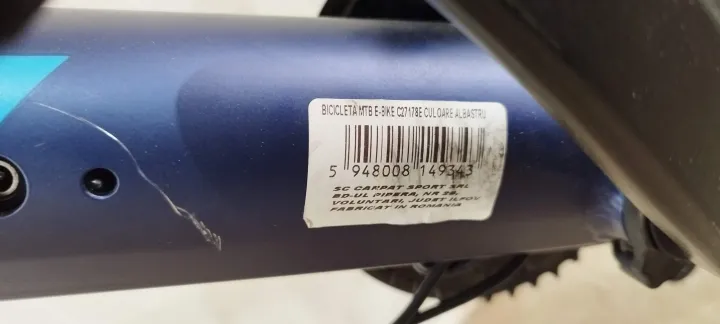 BICICLETA MTB E-BIKE C27178E CULOARE ALBASTRU
5 948008 149343
SC CARPAT SPORT SRL
BD-UL PIPERA, NR 2B,
VOLUNTARI, JUDET ILFOV
FABRICAT IN ROMANIA